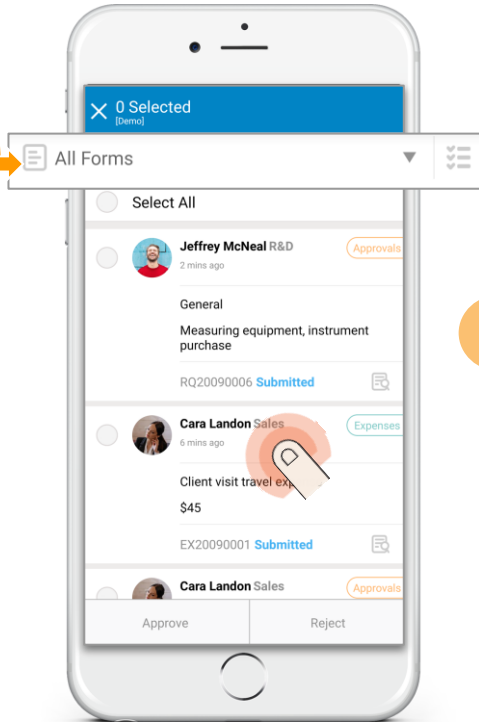 0 Selected
[Demo]
All Forms
Select All
Jeffrey McNeal R&D
Approvals
2 mins ago
General
Measuring equipment, instrument
purchase
RQ20090006 Submitted
Cara Landon Sales
Expenses
6 mins ago
Client visit travel
$45
EX20090001 Submitted
Cara Landon Sales
Approvals
Approve
Reject